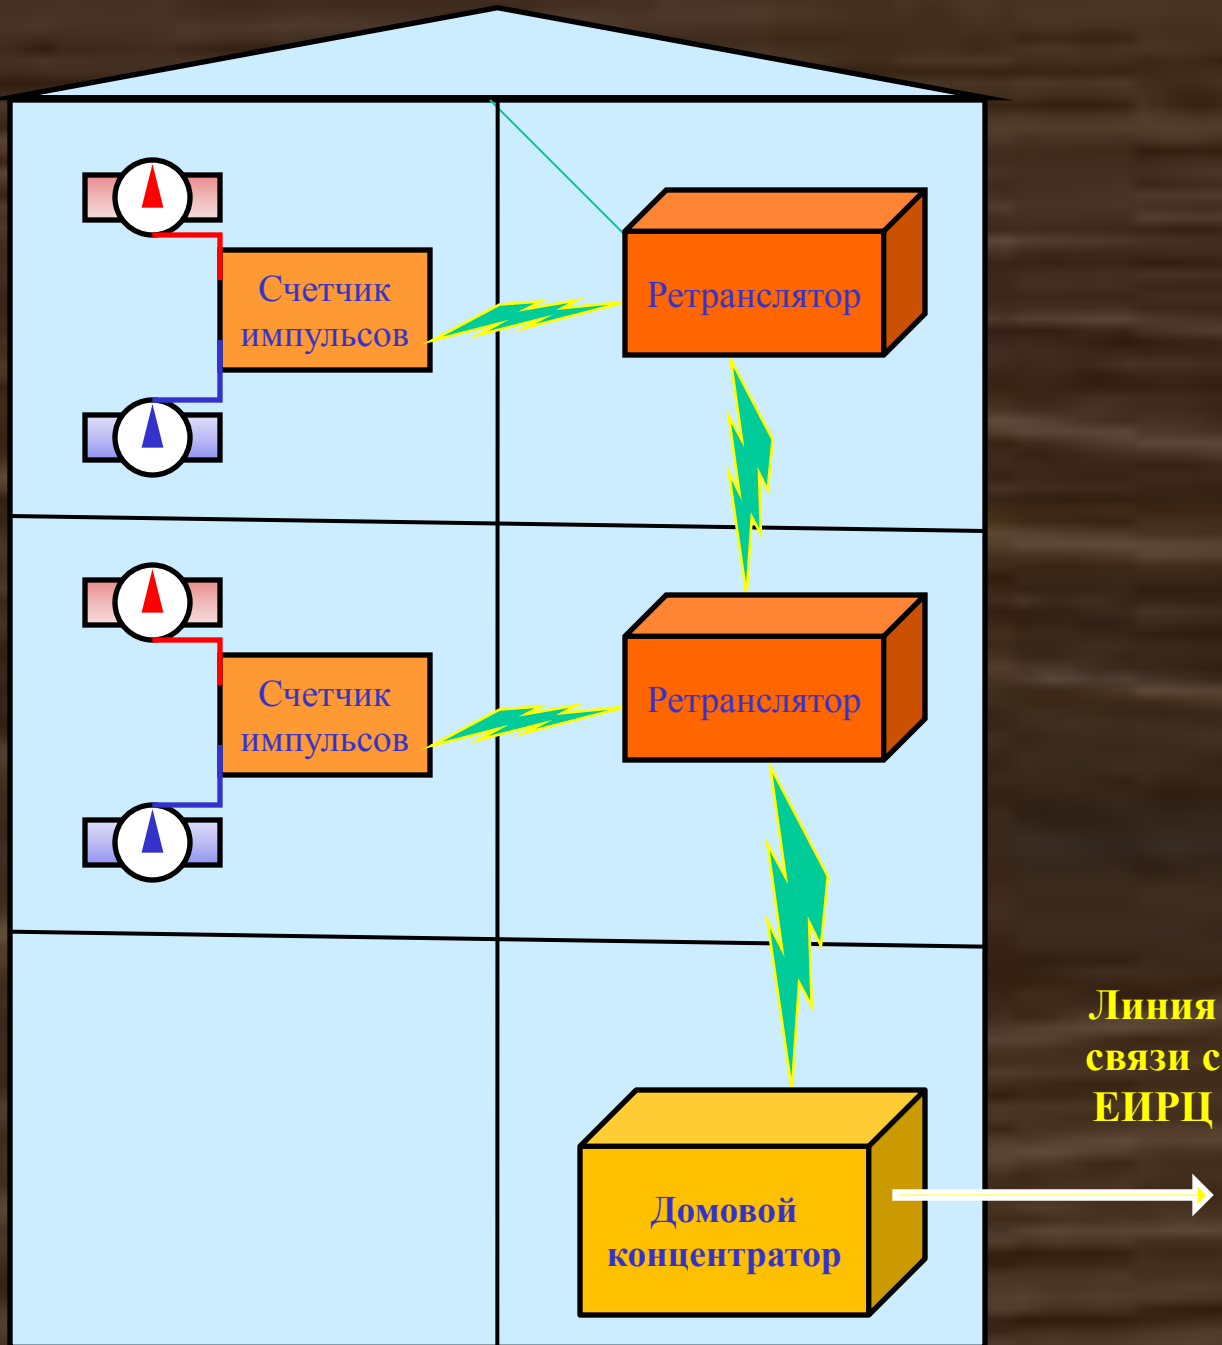 Счетчик
импульсов
Ретранслятор
Счетчик
импульсов
Ретранслятор
Линия
связи с
ЕИРЦ
Домовой
концентратор